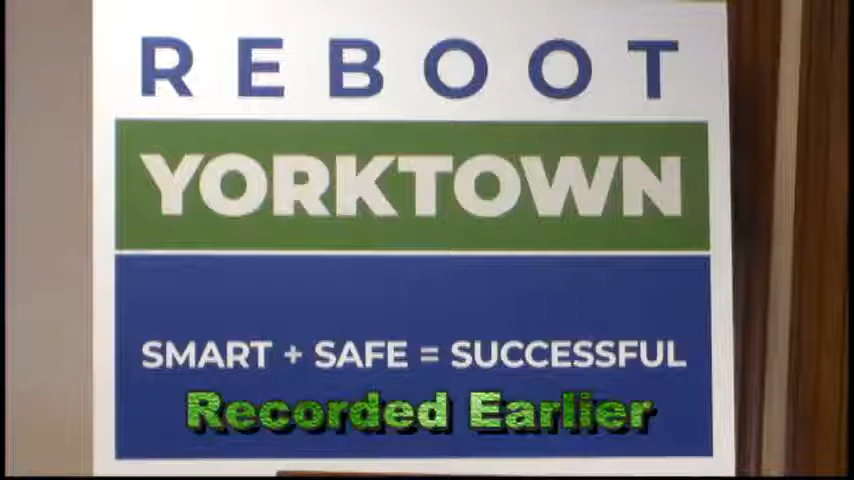 REBOOT
YORKTOWN
SMART + SAFE = SUCCESSFUL
Recorded Earlier